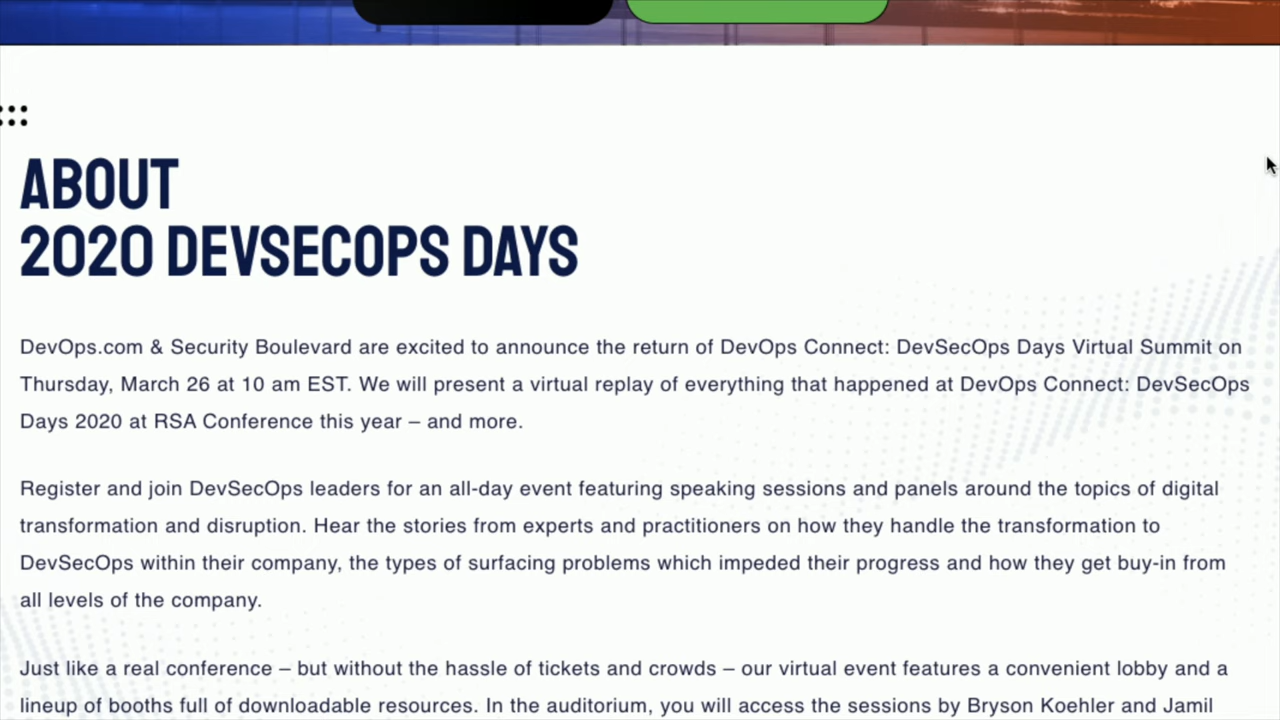 ABOUT
2020 DEVSECOPS DAYS
DevOps.com & Security Boulevard are excited to announce the return of DevOps Connect: DevSecOps Days Virtual Summit on
Thursday, March 26 at 10 am EST. We will present a virtual replay of everything that happened at DevOps Connect: DevSecOps
Days 2020 at RSA Conference this year – and more.
Register and join DevSecOps leaders for an all-day event featuring speaking sessions and panels around the topics of digital
transformation and disruption. Hear the stories from experts and practitioners on how they handle the transformation to
DevSecOps within their company, the types of surfacing problems which impeded their progress and how they get buy-in from
all levels of the company.
Just like a real conference – but without the hassle of tickets and crowds – our virtual event features a convenient lobby and a
lineup of booths full of downloadable resources. In the auditorium, you will access the sessions by Bryson Koehler and Jamil